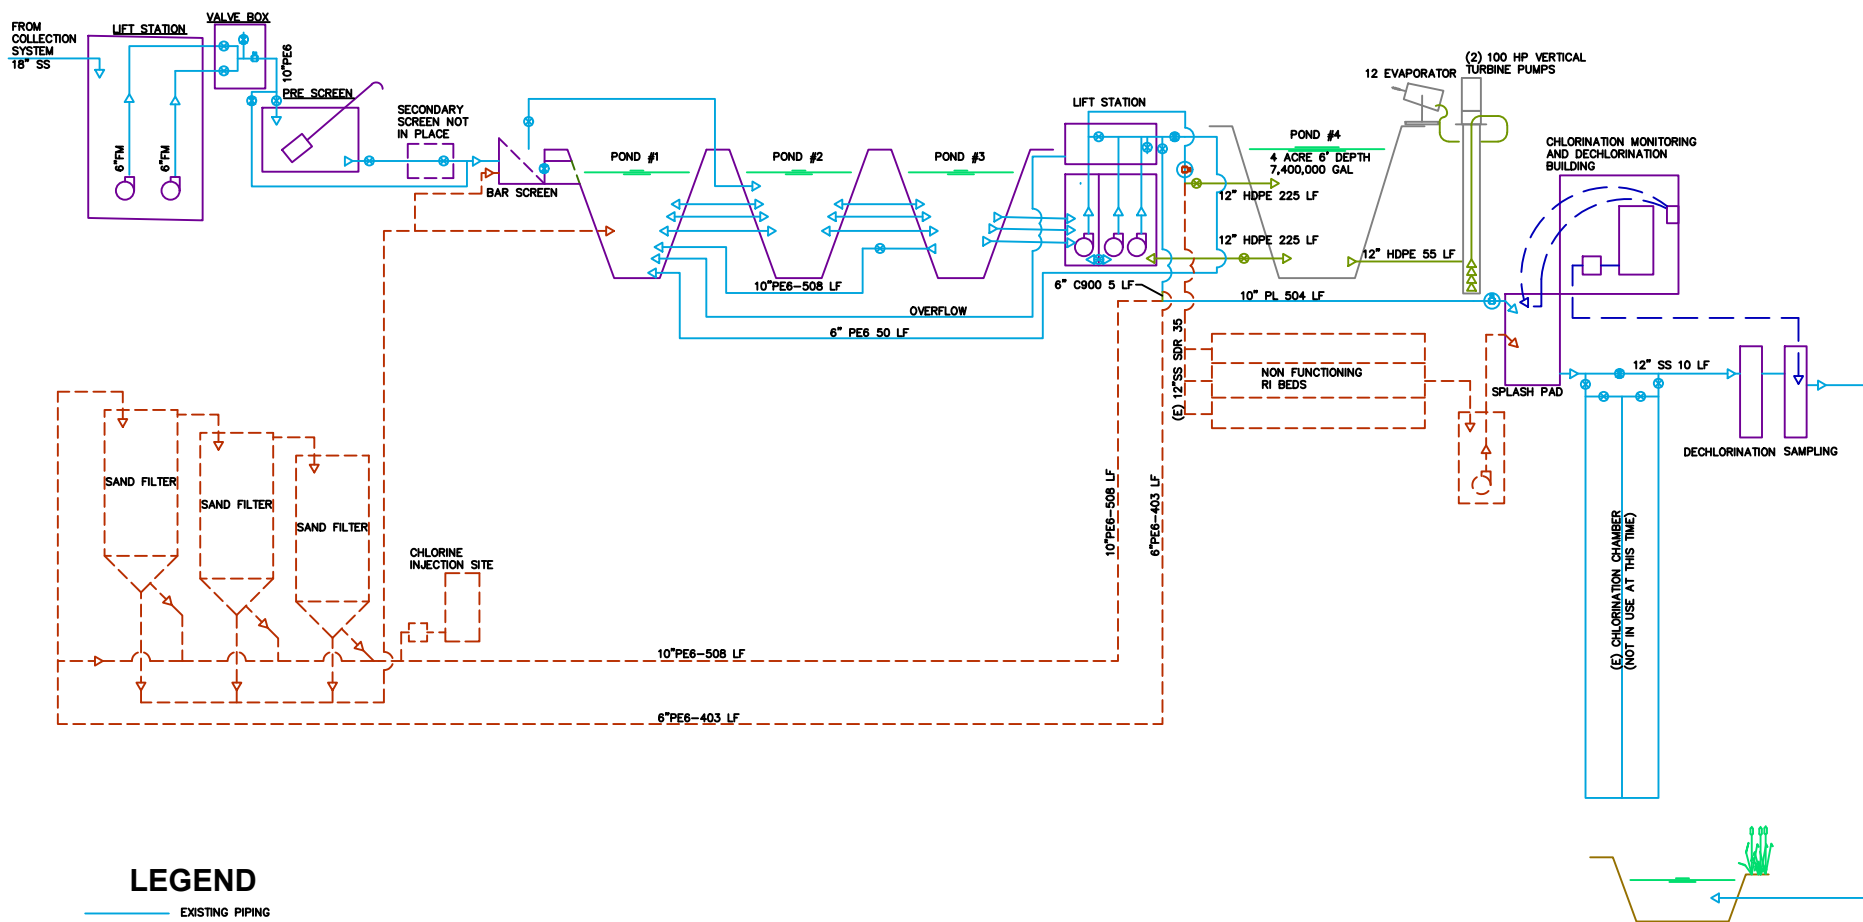 FROM
COLLECTION
SYSTEM
18" SS
LIFT STATION
VALVE BOX
10"PE6
6"FM
6"FM
PRE SCREEN
SECONDARY
SCREEN NOT
IN PLACE
BAR SCREEN
POND #1
POND #2
POND #3
LIFT STATION
POND #4
4 ACRE 6' DEPTH
7,400,000 GAL
12 EVAPORATOR
(2) 100 HP VERTICAL
TURBINE PUMPS
CHLORINATION MONITORING
AND DECHLORINATION
BUILDING
12" HDPE 225 LF
12" HDPE 225 LF
12" HDPE 55 LF
10"PE6-508 LF
OVERFLOW
6" PE6 50 LF
6" C900 5 LF
10" PL 504 LF
(E) 12"SS SDR 35
NON FUNCTIONING
RI BEDS
SPLASH PAD
12" SS 10 LF
DECHLORINATION
SAMPLING
SAND FILTER
SAND FILTER
SAND FILTER
CHLORINE
INJECTION SITE
10"PE6-508 LF
6"PE6-403 LF
10"PE6-508 LF
6"PE6-403 LF
(E) CHLORINATION CHAMBER
(NOT IN USE AT THIS TIME)
LEGEND
EXISTING PIPING